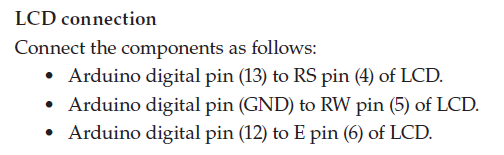 LCD connection
Connect the components as follows:
• Arduino digital pin (13) to RS pin (4) of LCD.
• Arduino digital pin (GND) to RW pin (5) of LCD.
• Arduino digital pin (12) to E pin (6) of LCD.